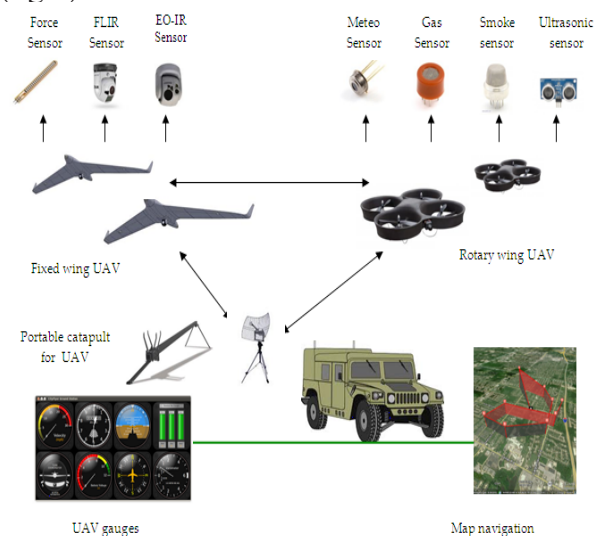 Force Sensor
FLIR Sensor
EO-IR Sensor
Meteo Sensor
Gas Sensor
Smoke sensor
Ultrasonic sensor
Fixed wing UAV
Rotary wing UAV
Portable catapult
for UAV
UAV gauges
Map navigation